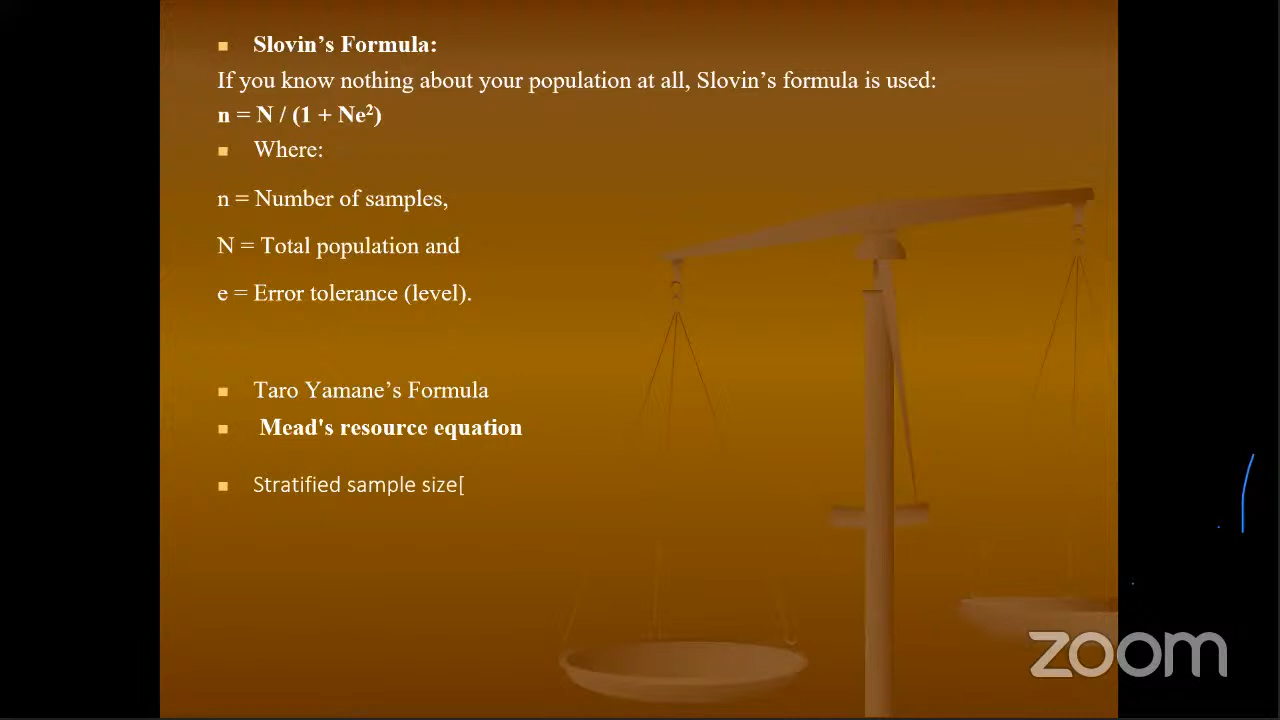 ■ Slovin’s Formula:
If you know nothing about your population at all, Slovin’s formula is used:
n = N / (1 + Ne²)
■ Where:
n = Number of samples,
N = Total population and
e = Error tolerance (level).
■ Taro Yamane’s Formula
■ Mead's resource equation
■ Stratified sample size[
zoom